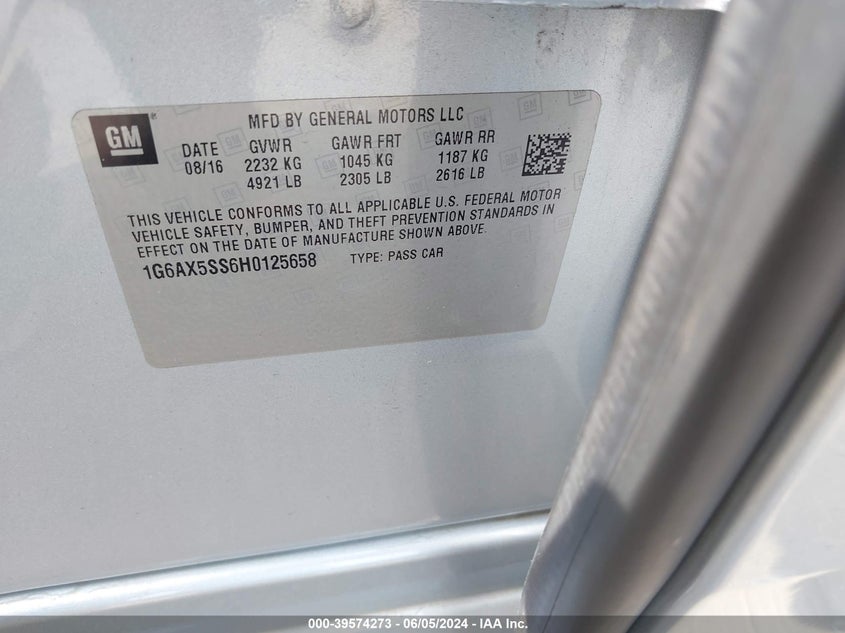 GM
MFD BY GENERAL MOTORS LLC
DATE GVWR GAWR FRT GAWR RR
08/16 2232 KG 1045 KG 1187 KG
4921 LB 2305 LB 2616 LB
THIS VEHICLE CONFORMS TO ALL APPLICABLE U.S. FEDERAL MOTOR
VEHICLE SAFETY, BUMPER, AND THEFT PREVENTION STANDARDS IN
EFFECT ON THE DATE OF MANUFACTURE SHOWN ABOVE.
1G6AX5SS6H0125658 TYPE: PASS CAR
000-39574273 - 06/05/2024 - IAA Inc.